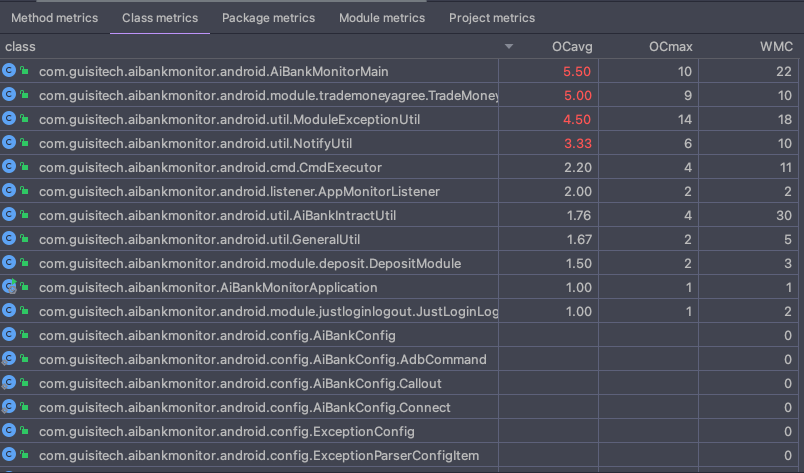 Method metrics Class metrics Package metrics Module metrics Project metrics
class OCavg OCmax WMC
C com.guisitech.aibankmonitor.android.AiBankMonitorMain 5.50 10 22
C com.guisitech.aibankmonitor.android.module.trademoneyagree.TradeMoney 5.00 9 10
C com.guisitech.aibankmonitor.android.util.ModuleExceptionUtil 4.50 14 18
C com.guisitech.aibankmonitor.android.util.NotifyUtil 3.33 6 10
C com.guisitech.aibankmonitor.android.cmd.CmdExecutor 2.20 4 11
C com.guisitech.aibankmonitor.android.listener.AppMonitorListener 2.00 2 2
C com.guisitech.aibankmonitor.android.util.AiBankIntractUtil 1.76 4 30
C com.guisitech.aibankmonitor.android.util.GeneralUtil 1.67 2 5
C com.guisitech.aibankmonitor.android.module.deposit.DepositModule 1.50 2 3
C com.guisitech.aibankmonitor.AiBankMonitorApplication 1.00 1 1
C com.guisitech.aibankmonitor.android.module.justloginlogout.JustLoginLog 1.00 1 2
C com.guisitech.aibankmonitor.android.config.AiBankConfig 0
C com.guisitech.aibankmonitor.android.config.AiBankConfig.AdbCommand 0
C com.guisitech.aibankmonitor.android.config.AiBankConfig.Callout 0
C com.guisitech.aibankmonitor.android.config.AiBankConfig.Connect 0
C com.guisitech.aibankmonitor.android.config.ExceptionConfig 0
C com.guisitech.aibankmonitor.android.config.ExceptionParserConfigItem 0